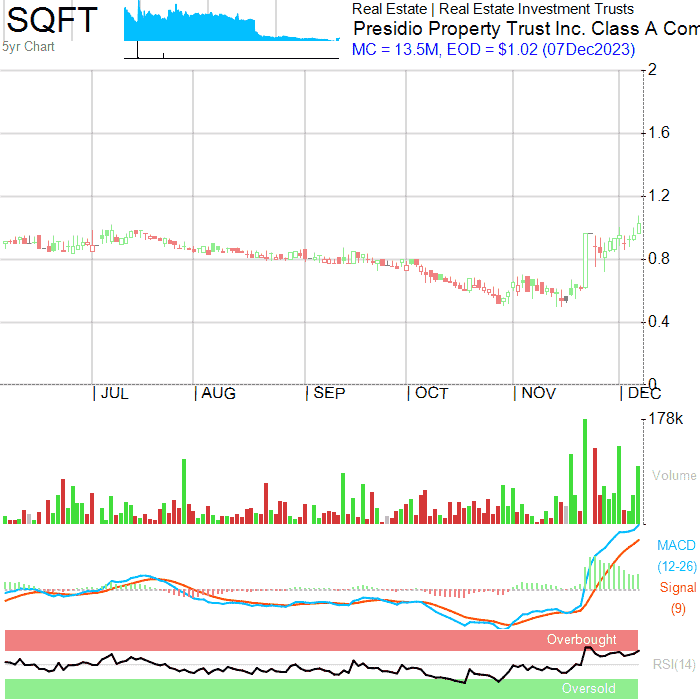 SQFT
5yr Chart
Real Estate | Real Estate Investment Trusts
Presidio Property Trust Inc. Class A Com
MC = 13.5M, EOD = $1.02 (07Dec2023)
2
1.6
1.2
0.8
0.4
0
JUL AUG SEP OCT NOV DEC
178k
Volume
MACD
(12-26)
Signal
(9)
Overbought
RSI(14)
Oversold